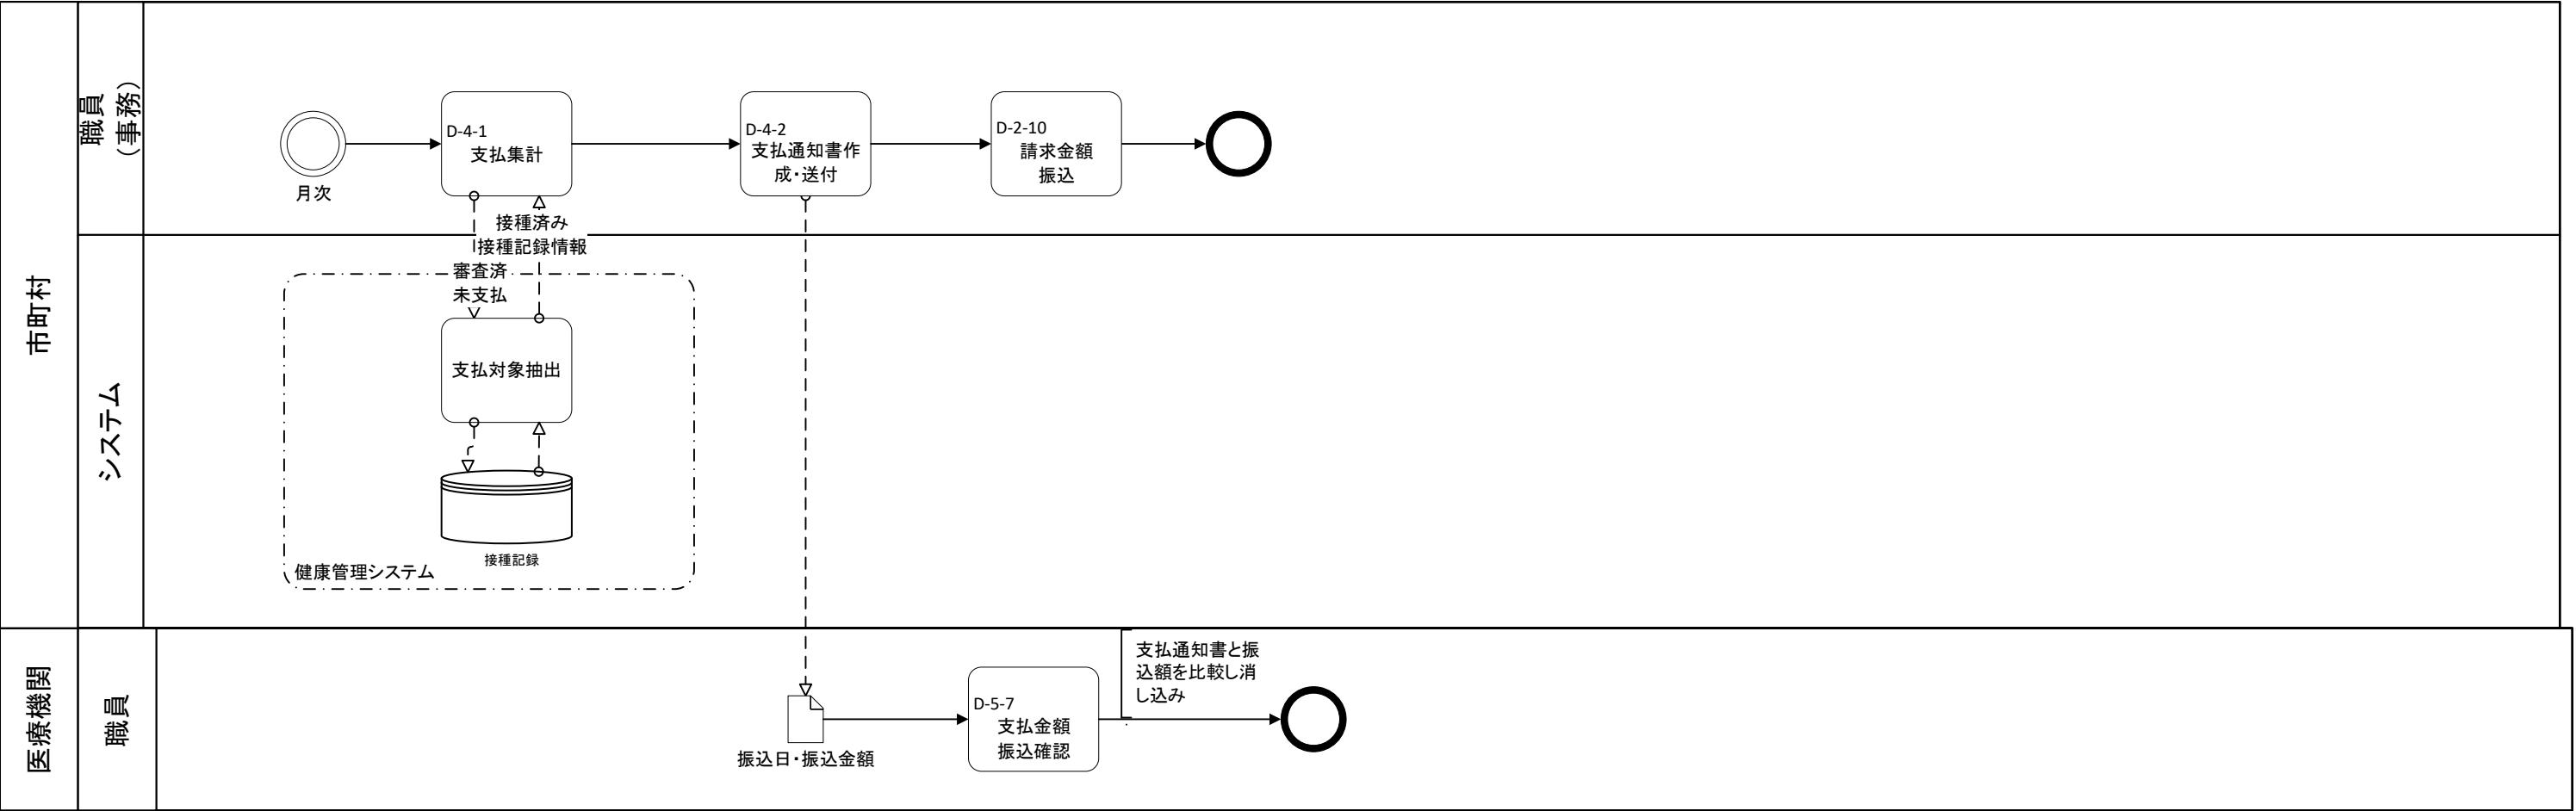 市町村
職員
（事務）
月次
D-4-1
支払集計
D-4-2
支払通知書作
成・送付
D-2-10
請求金額
振込
接種済み
接種記録情報
審査済
未支払
システム
支払対象抽出
接種記録
健康管理システム
医療機関
職員
振込日・振込金額
D-5-7
支払金額
振込確認
支払通知書と振
込額を比較し消
し込み